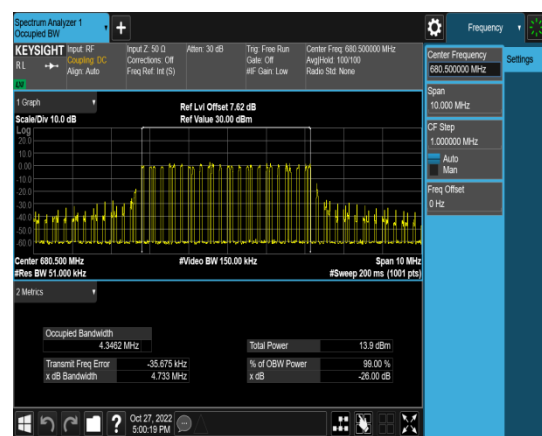 Spectrum Analyzer 1
Occupied BW
+
Frequency
KEYSIGHT Input: RF
R L
Coupling: DC
Align: Auto
Input Z: 50 Ω
Corrections: Off
Freq Ref: Int (S)
Atten: 30 dB
Trig: Free Run
Gate: Off
#IF Gain: Low
Center Freq: 680.500000 MHz
Avg|Hold: 100/100
Radio Std: None
Center Frequency
680.500000 MHz
Settings
Span
10.000 MHz
CF Step
1.000000 MHz
Auto
Man
Freq Offset
0 Hz
1 Graph
Scale/Div 10.0 dB
Ref Lvl Offset 7.62 dB
Ref Value 30.00 dBm
Log
20.0
10.0
0.00
-10.0
-20.0
-30.0
-40.0
-50.0
-60.0
Center 680.500 MHz
#Res BW 51.000 kHz
#Video BW 150.00 kHz
Span 10 MHz
#Sweep 200 ms (1001 pts)
2 Metrics
Occupied Bandwidth
4.3462 MHz
Total Power 13.9 dBm
Transmit Freq Error -35.675 kHz
% of OBW Power 99.00 %
x dB Bandwidth 4.733 MHz
x dB -26.00 dB
?
Oct 27, 2022
5:00:19 PM